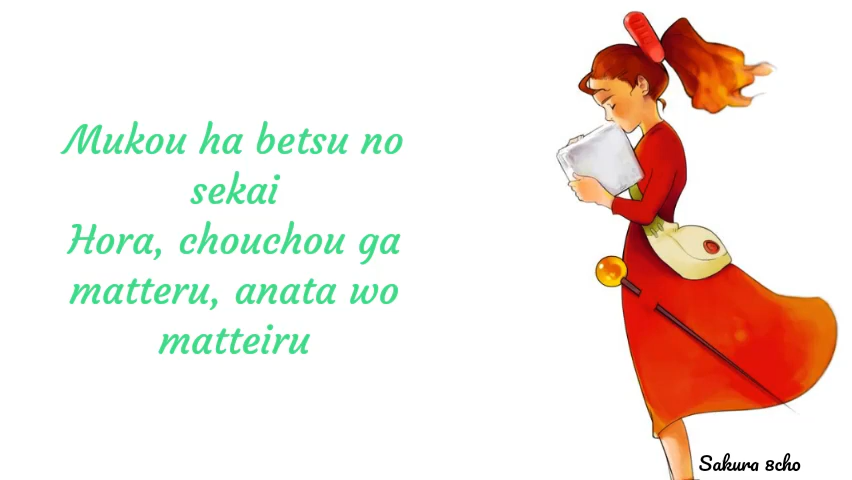 Mukou ha betsu no
sekai
Hora, chouchou ga
matteru, anata wo
matteiru
Sakura 8cho